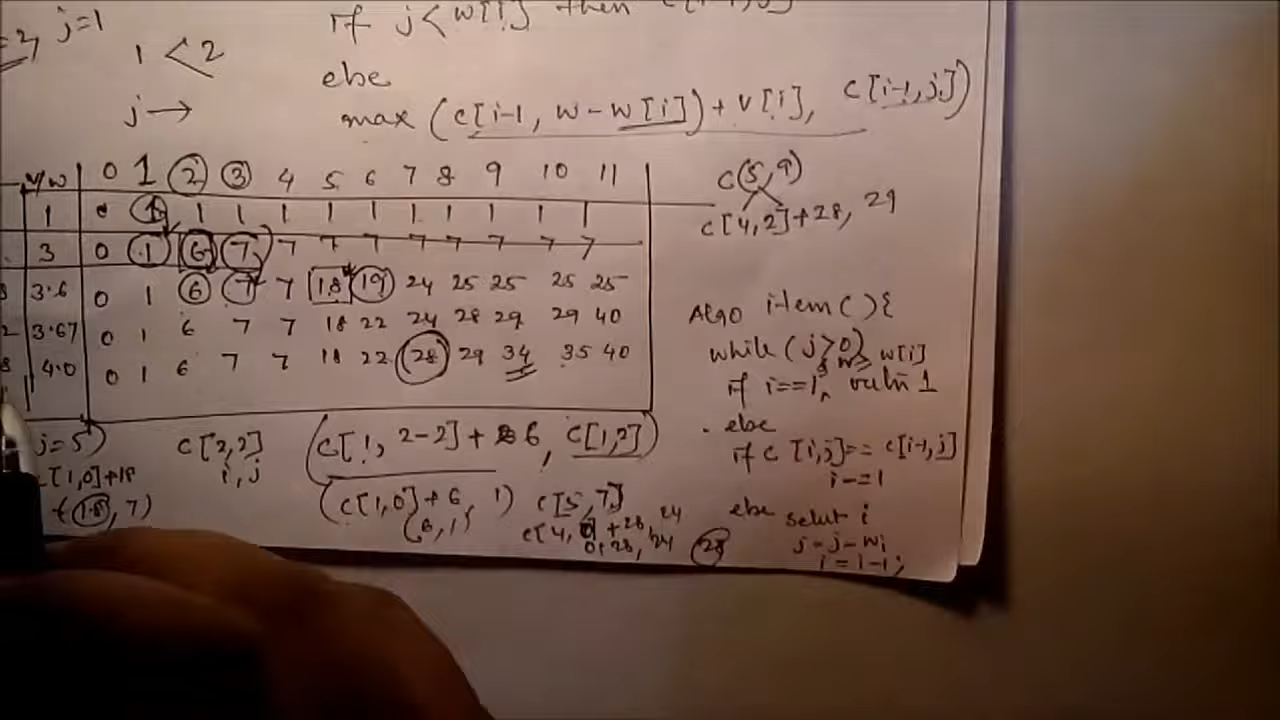 =2, j=1
if j < w[i] then c[i-1, j]
1 < 2
else
j →
max (c[i-1, w - w[i]) + v[i], c[i-1, j])
V/W 0 1 2 3 4 5 6 7 8 9 10 11
1 0 1 1 1 1 1 1 1 1 1 1 1
3 0 1 6 7 7 7 7 7 7 7 7 7
3.6 0 1 6 7 7 18 19 24 25 25 25 25
2 3.67 0 1 6 7 7 18 22 24 28 29 29 40
8 4.0 0 1 6 7 7 18 22 28 29 34 35 40
c(5,9)
c[4,2]+28, 29
Algo item( ){
while (j>0)
if i==1, w[i] return 1
else
if c [i,j]== c[i-1,j]
i-=1
else select i
j=j-wi
i=i-1;
j=5)
c[1,0]+18
(18, 7)
c[2,2]
i, j
(c[1, 2-2]+ 6, c[1,2])
(c[1,0]+6, 1)
(6,1)
c[5,7]
c[4,0] +28, 24
0+28, 24
28